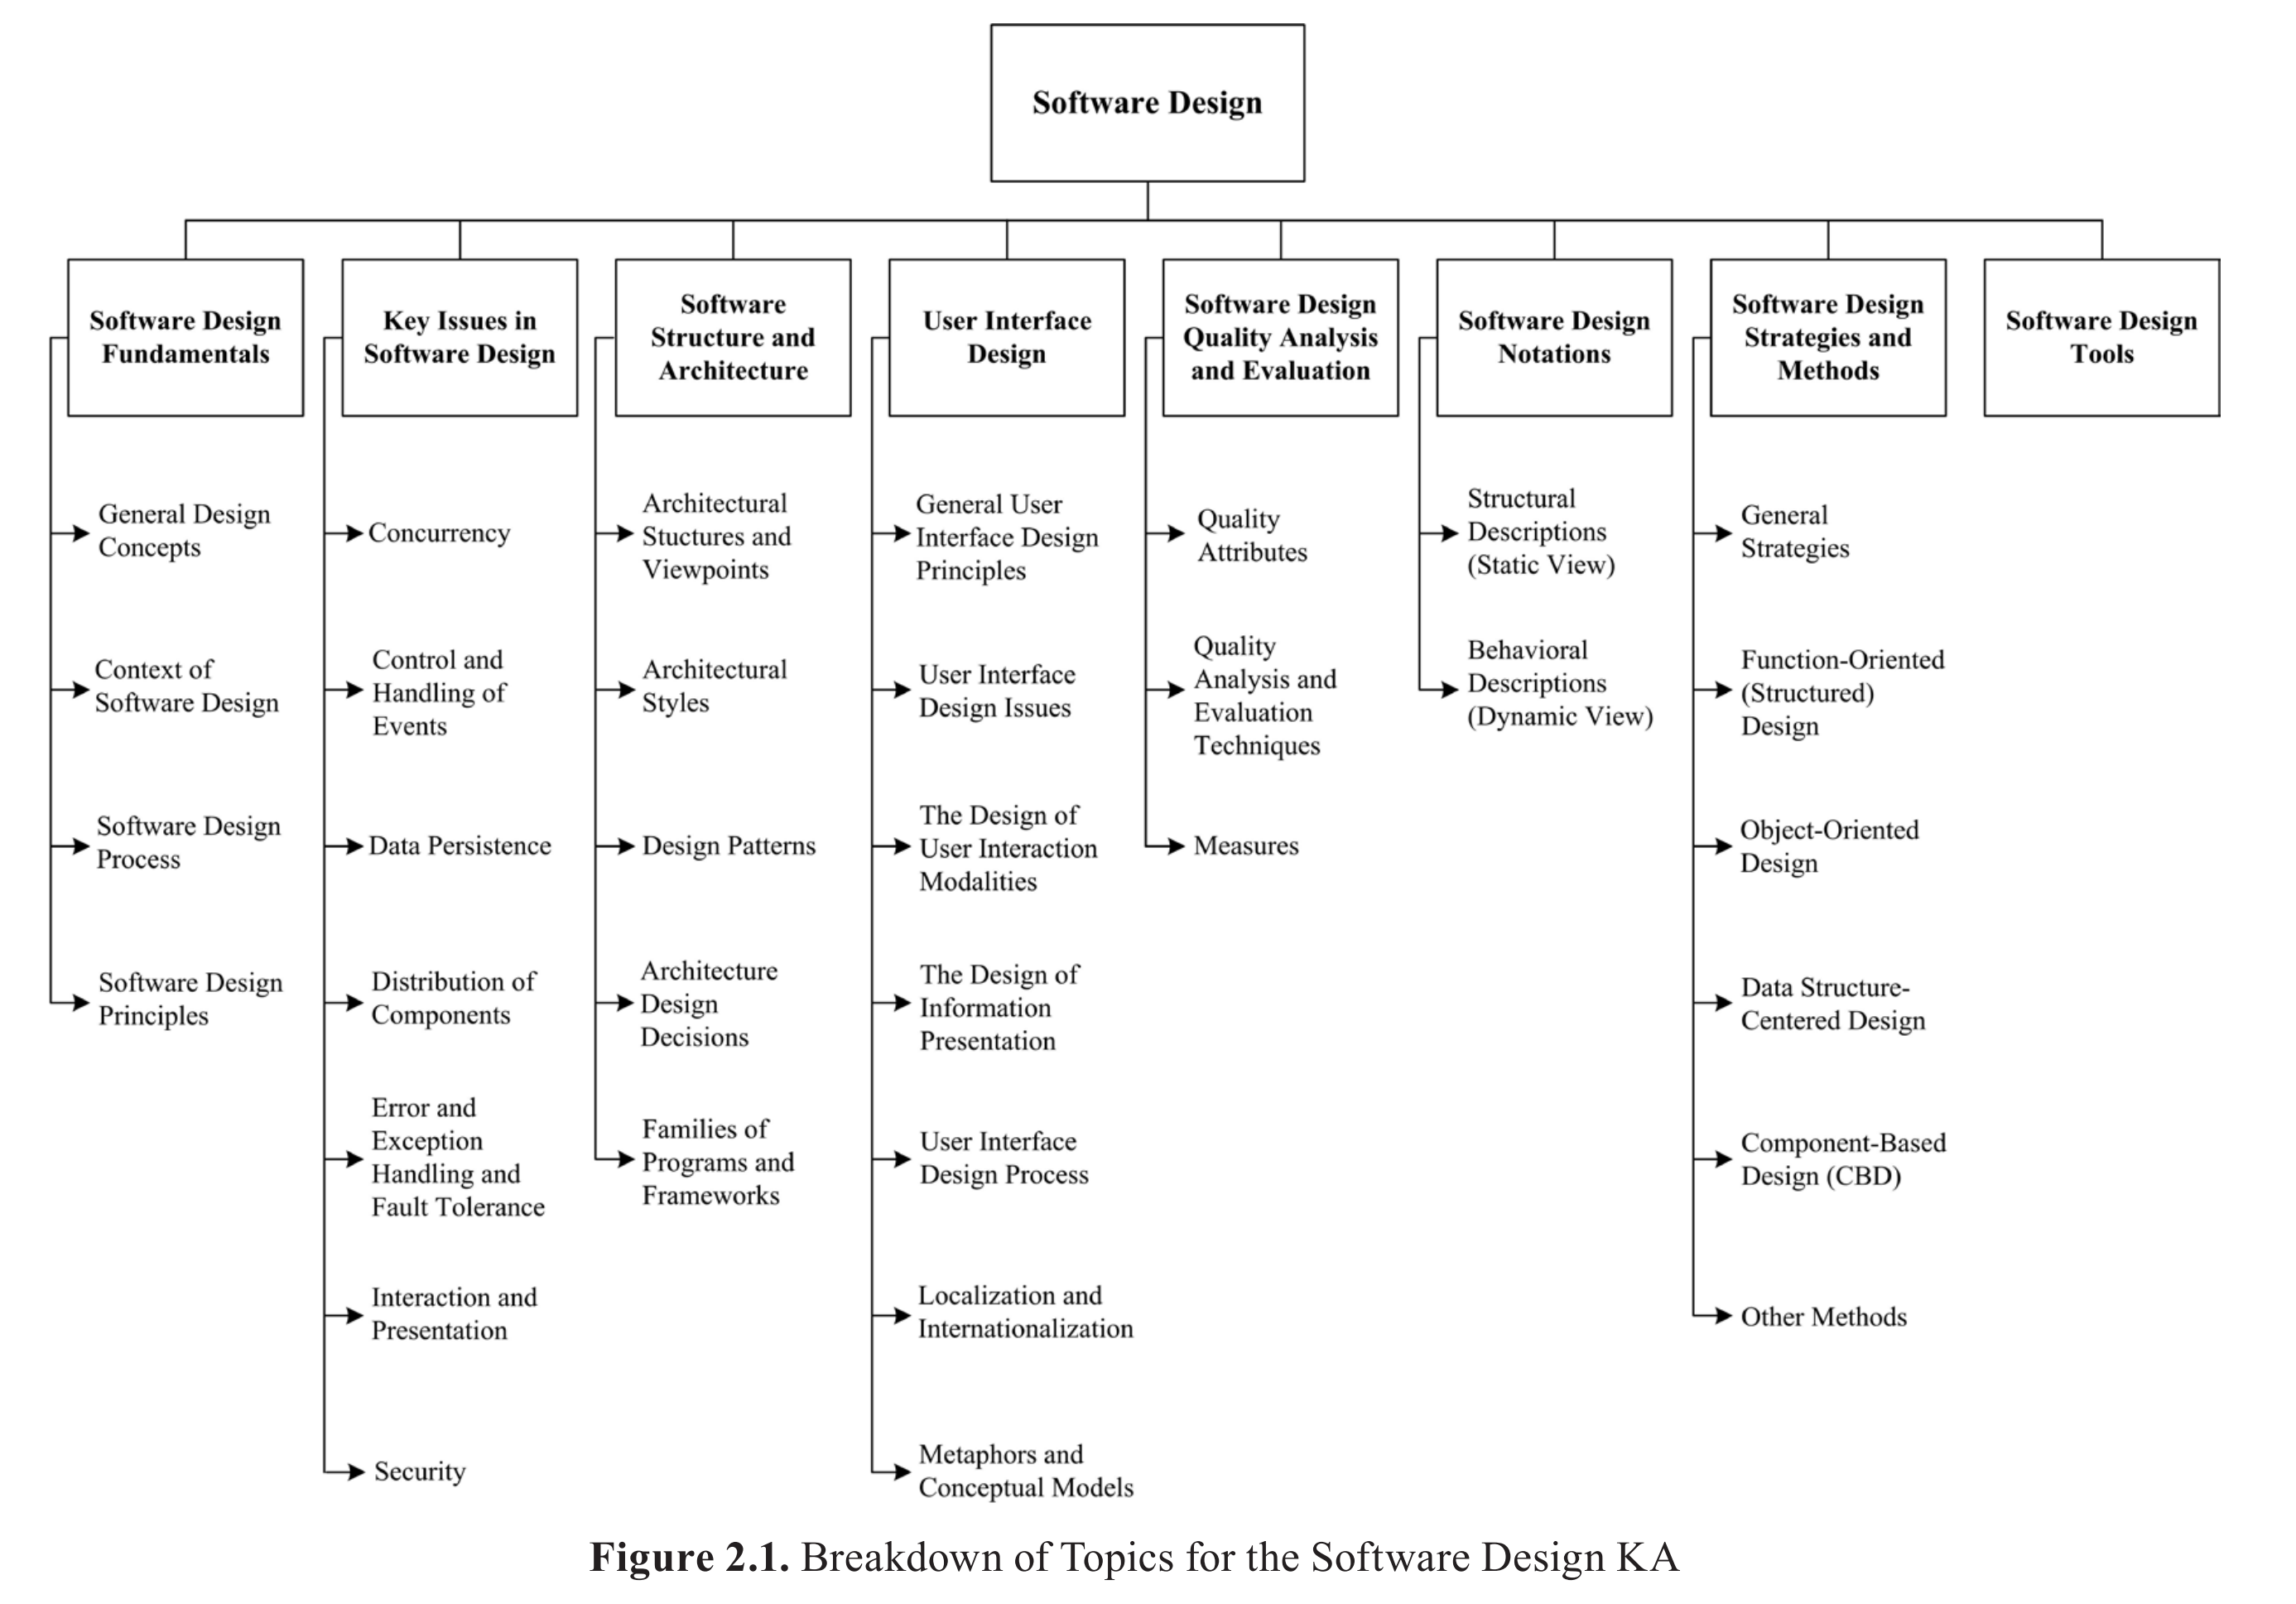 Software Design
Software Design
Fundamentals
General Design
Concepts
Context of
Software Design
Software Design
Process
Software Design
Principles
Key Issues in
Software Design
Concurrency
Control and
Handling of
Events
Data Persistence
Distribution of
Components
Error and
Exception
Handling and
Fault Tolerance
Interaction and
Presentation
Security
Software
Structure and
Architecture
Architectural
Stuctures and
Viewpoints
Architectural
Styles
Design Patterns
Architecture
Design
Decisions
Families of
Programs and
Frameworks
User Interface
Design
General User
Interface Design
Principles
User Interface
Design Issues
The Design of
User Interaction
Modalities
The Design of
Information
Presentation
User Interface
Design Process
Localization and
Internationalization
Metaphors and
Conceptual Models
Software Design
Quality Analysis
and Evaluation
Quality
Attributes
Quality
Analysis and
Evaluation
Techniques
Measures
Software Design
Notations
Structural
Descriptions
(Static View)
Behavioral
Descriptions
(Dynamic View)
Software Design
Strategies and
Methods
General
Strategies
Function-Oriented
(Structured)
Design
Object-Oriented
Design
Data Structure-
Centered Design
Component-Based
Design (CBD)
Other Methods
Software Design
Tools
Figure 2.1. Breakdown of Topics for the Software Design KA